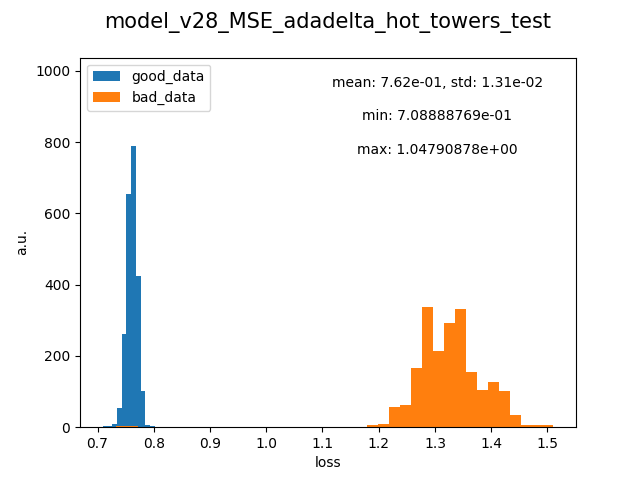 model_v28_MSE_adadelta_hot_towers_test
good_data
bad_data
mean: 7.62e-01, std: 1.31e-02
min: 7.08888769e-01
max: 1.04790878e+00
a.u.
1000
800
600
400
200
0
0.7 0.8 0.9 1.0 1.1 1.2 1.3 1.4 1.5
loss